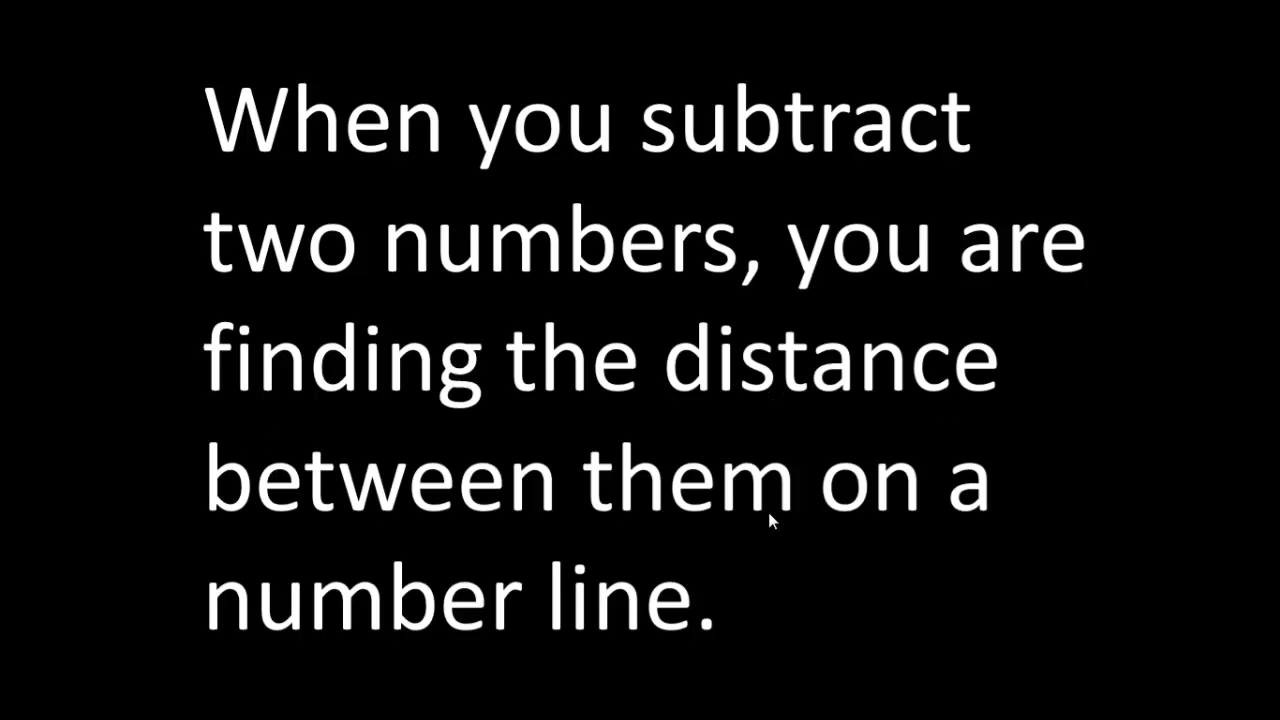 When you subtract
two numbers, you are
finding the distance
between them on a
number line.